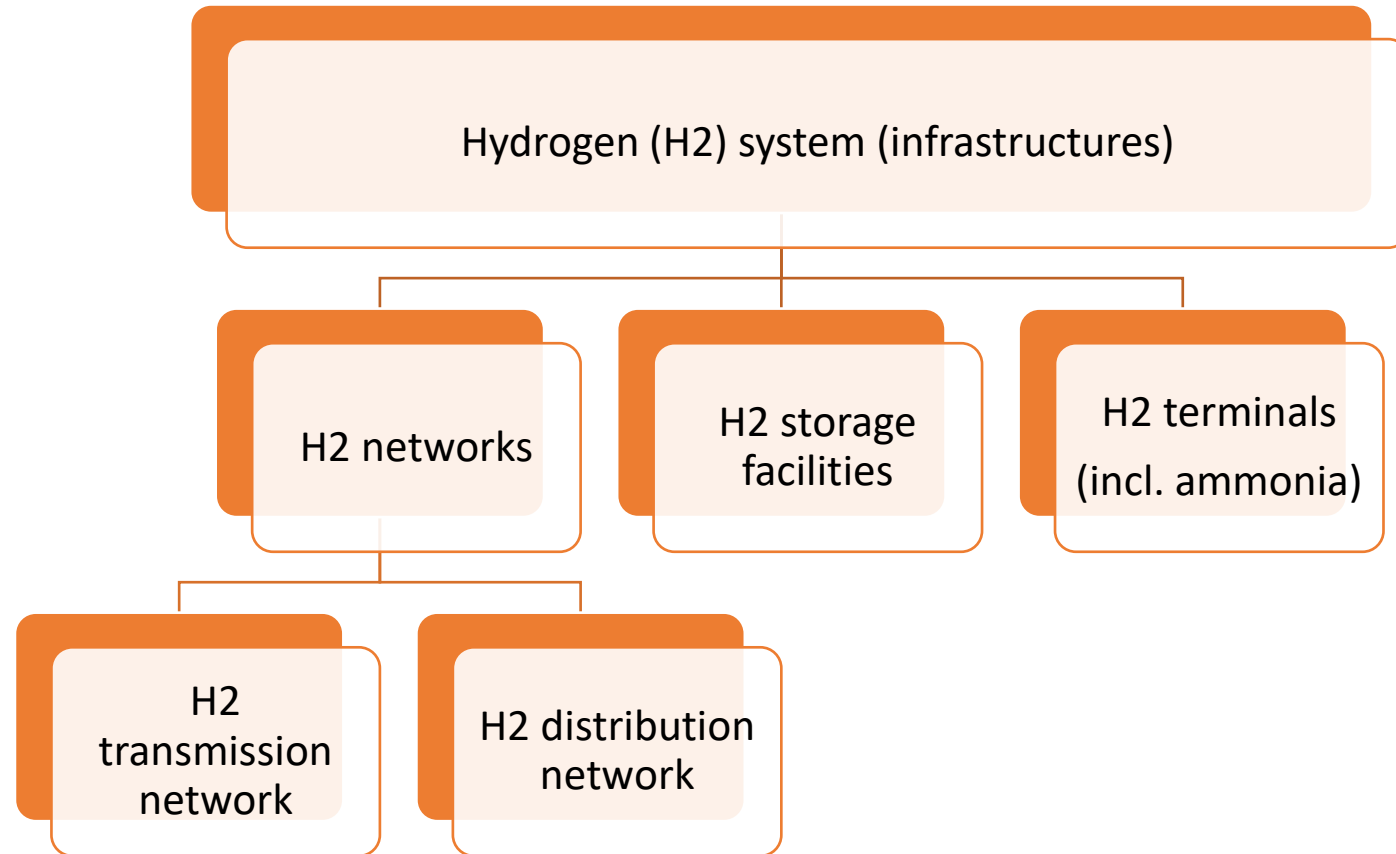 Hydrogen (H2) system (infrastructures)
H2 networks
H2 storage
facilities
H2 terminals
(incl. ammonia)
H2
transmission
network
H2 distribution
network